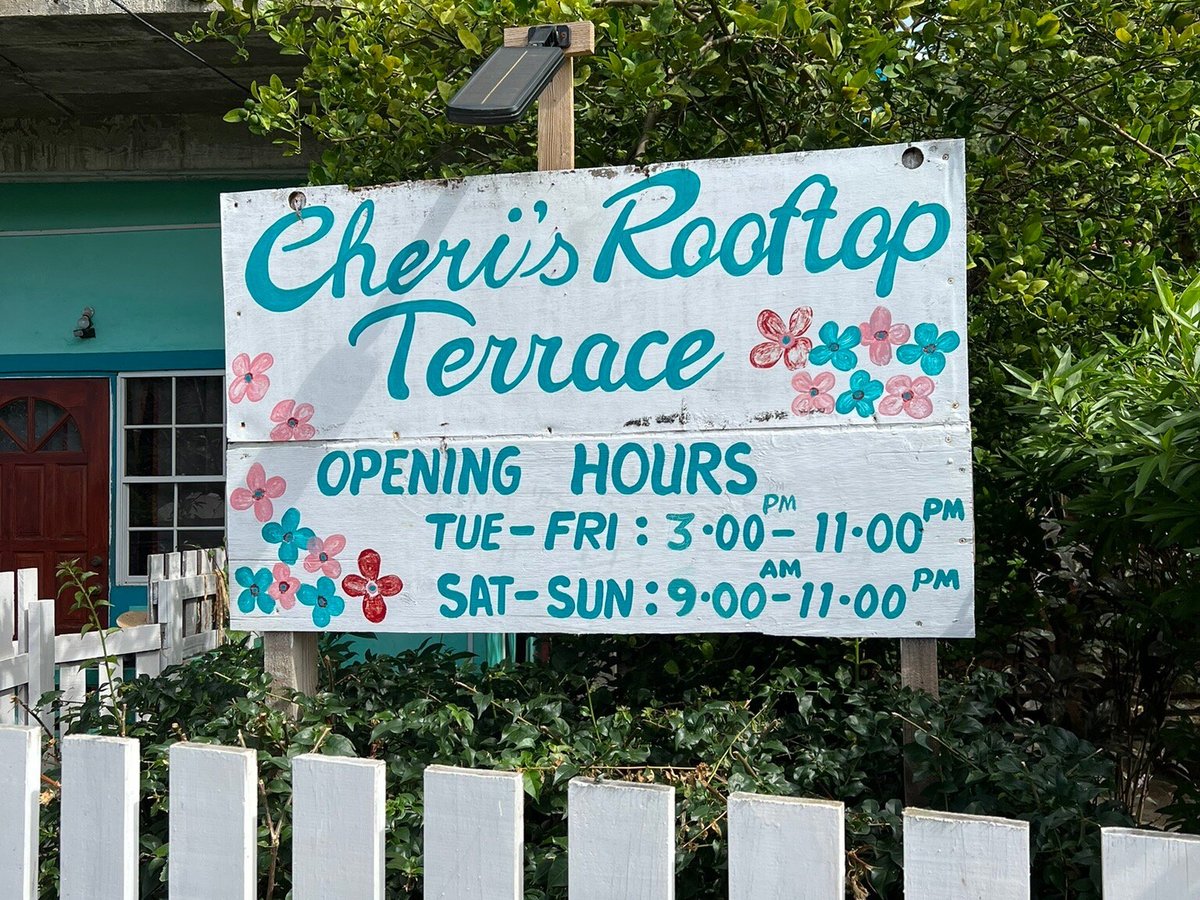 Cheri's Rooftop
Terrace
OPENING HOURS
TUE-FRI: 3.00PM- 11.00PM
SAT-SUN: 9.00AM-11.00PM